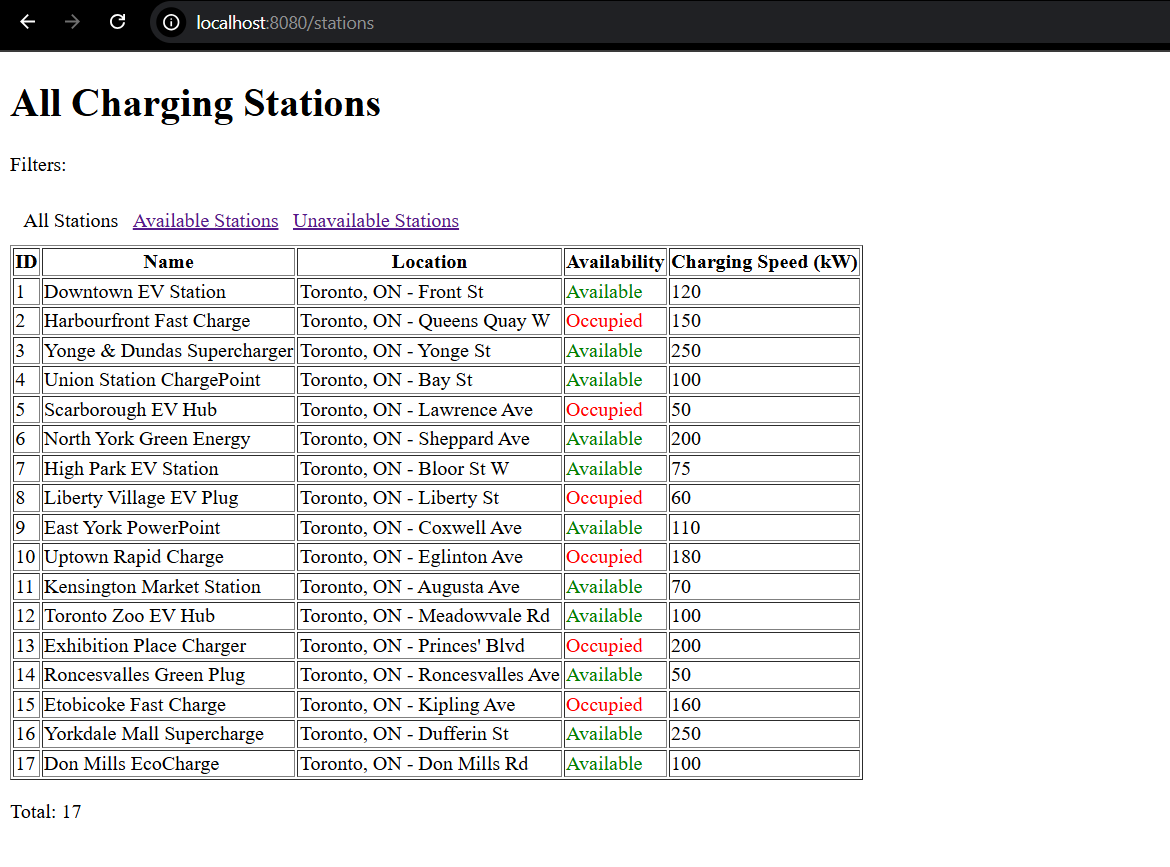 localhost:8080/stations
All Charging Stations
Filters:
All Stations Available Stations Unavailable Stations
ID Name Location Availability Charging Speed (kW)
1 Downtown EV Station Toronto, ON - Front St Available 120
2 Harbourfront Fast Charge Toronto, ON - Queens Quay W Occupied 150
3 Yonge & Dundas Supercharger Toronto, ON - Yonge St Available 250
4 Union Station ChargePoint Toronto, ON - Bay St Available 100
5 Scarborough EV Hub Toronto, ON - Lawrence Ave Occupied 50
6 North York Green Energy Toronto, ON - Sheppard Ave Available 200
7 High Park EV Station Toronto, ON - Bloor St W Available 75
8 Liberty Village EV Plug Toronto, ON - Liberty St Occupied 60
9 East York PowerPoint Toronto, ON - Coxwell Ave Available 110
10 Uptown Rapid Charge Toronto, ON - Eglinton Ave Occupied 180
11 Kensington Market Station Toronto, ON - Augusta Ave Available 70
12 Toronto Zoo EV Hub Toronto, ON - Meadowvale Rd Available 100
13 Exhibition Place Charger Toronto, ON - Princes' Blvd Occupied 200
14 Roncesvalles Green Plug Toronto, ON - Roncesvalles Ave Available 50
15 Etobicoke Fast Charge Toronto, ON - Kipling Ave Occupied 160
16 Yorkdale Mall Supercharge Toronto, ON - Dufferin St Available 250
17 Don Mills EcoCharge Toronto, ON - Don Mills Rd Available 100
Total: 17